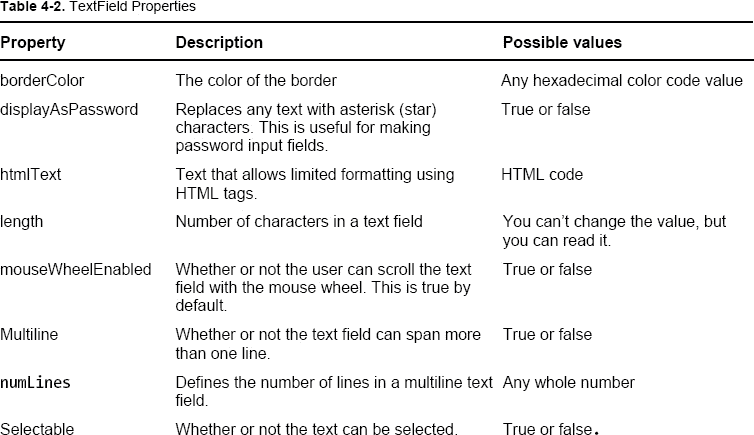 Table 4-2. TextField Properties
Property Description Possible values
borderColor The color of the border Any hexadecimal color code value
displayAsPassword Replaces any text with asterisk (star) True or false
characters. This is useful for making
password input fields.
htmlText Text that allows limited formatting using HTML code
HTML tags.
length Number of characters in a text field You can't change the value, but
you can read it.
mouseWheelEnabled Whether or not the user can scroll the text True or false
field with the mouse wheel. This is true by
default.
Multiline Whether or not the text field can span more True or false
than one line.
numLines Defines the number of lines in a multiline text Any whole number
field.
Selectable Whether or not the text can be selected. True or false.